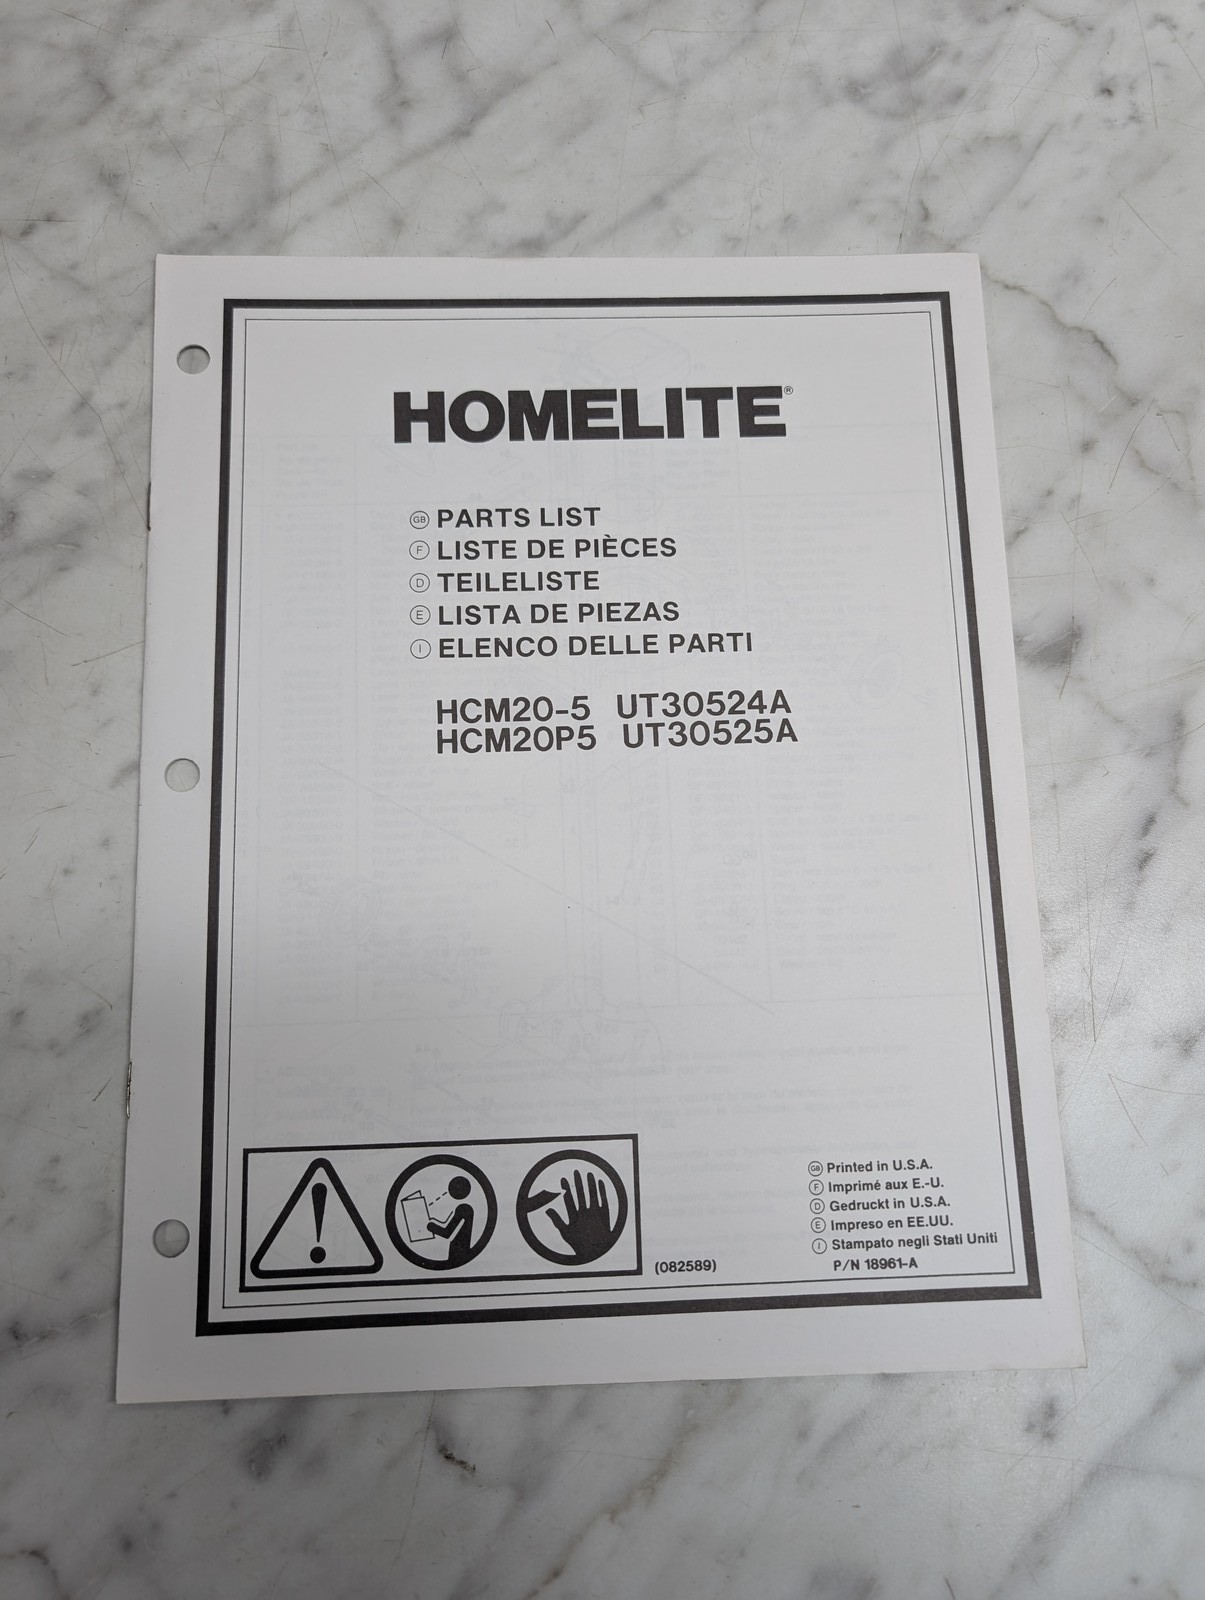 HOMELITE®
GB PARTS LIST
F LISTE DE PIÈCES
D TEILELISTE
E LISTA DE PIEZAS
I ELENCO DELLE PARTI
HCM20-5 UT30524A
HCM20P5 UT30525A
GB Printed in U.S.A.
F Imprimé aux E.-U.
D Gedruckt in U.S.A.
E Impreso en EE.UU.
I Stampato negli Stati Uniti
(082589) P/N 18961-A